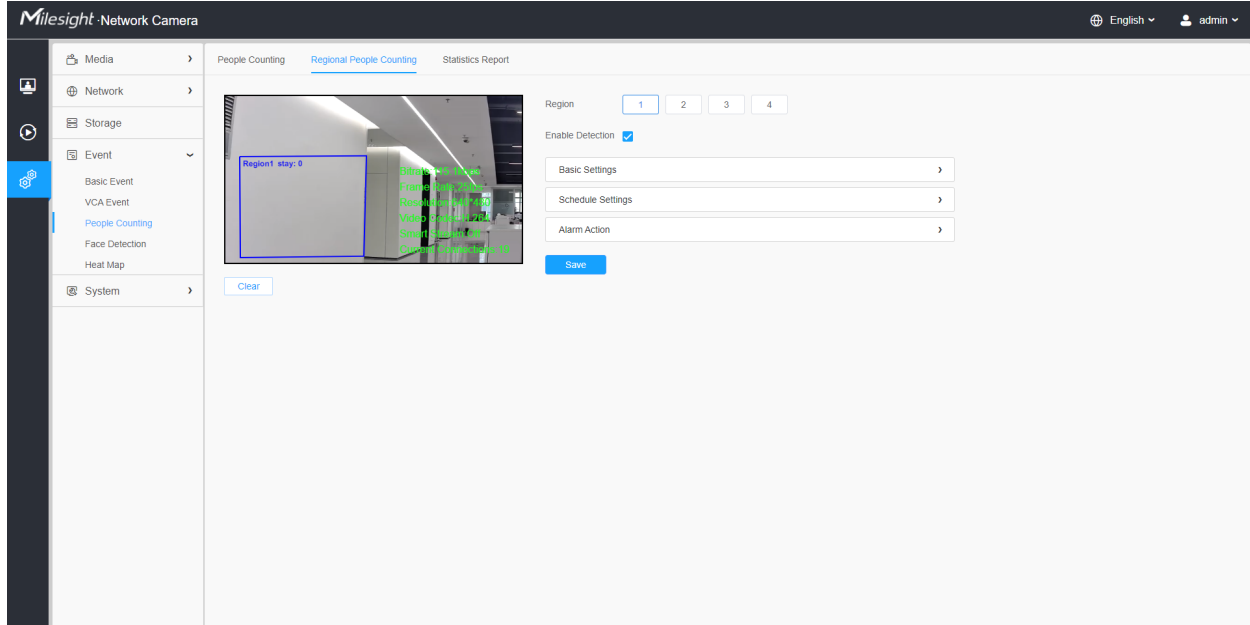 Milesight · Network Camera
English
admin
Media
Network
Storage
Event
Basic Event
VCA Event
People Counting
Face Detection
Heat Map
System
People Counting
Regional People Counting
Statistics Report
Region1 stay: 0
Frame Rate:25fps
Resolution:640*480
Clear
Region
1
2
3
4
Enable Detection
Basic Settings
Schedule Settings
Alarm Action
Save